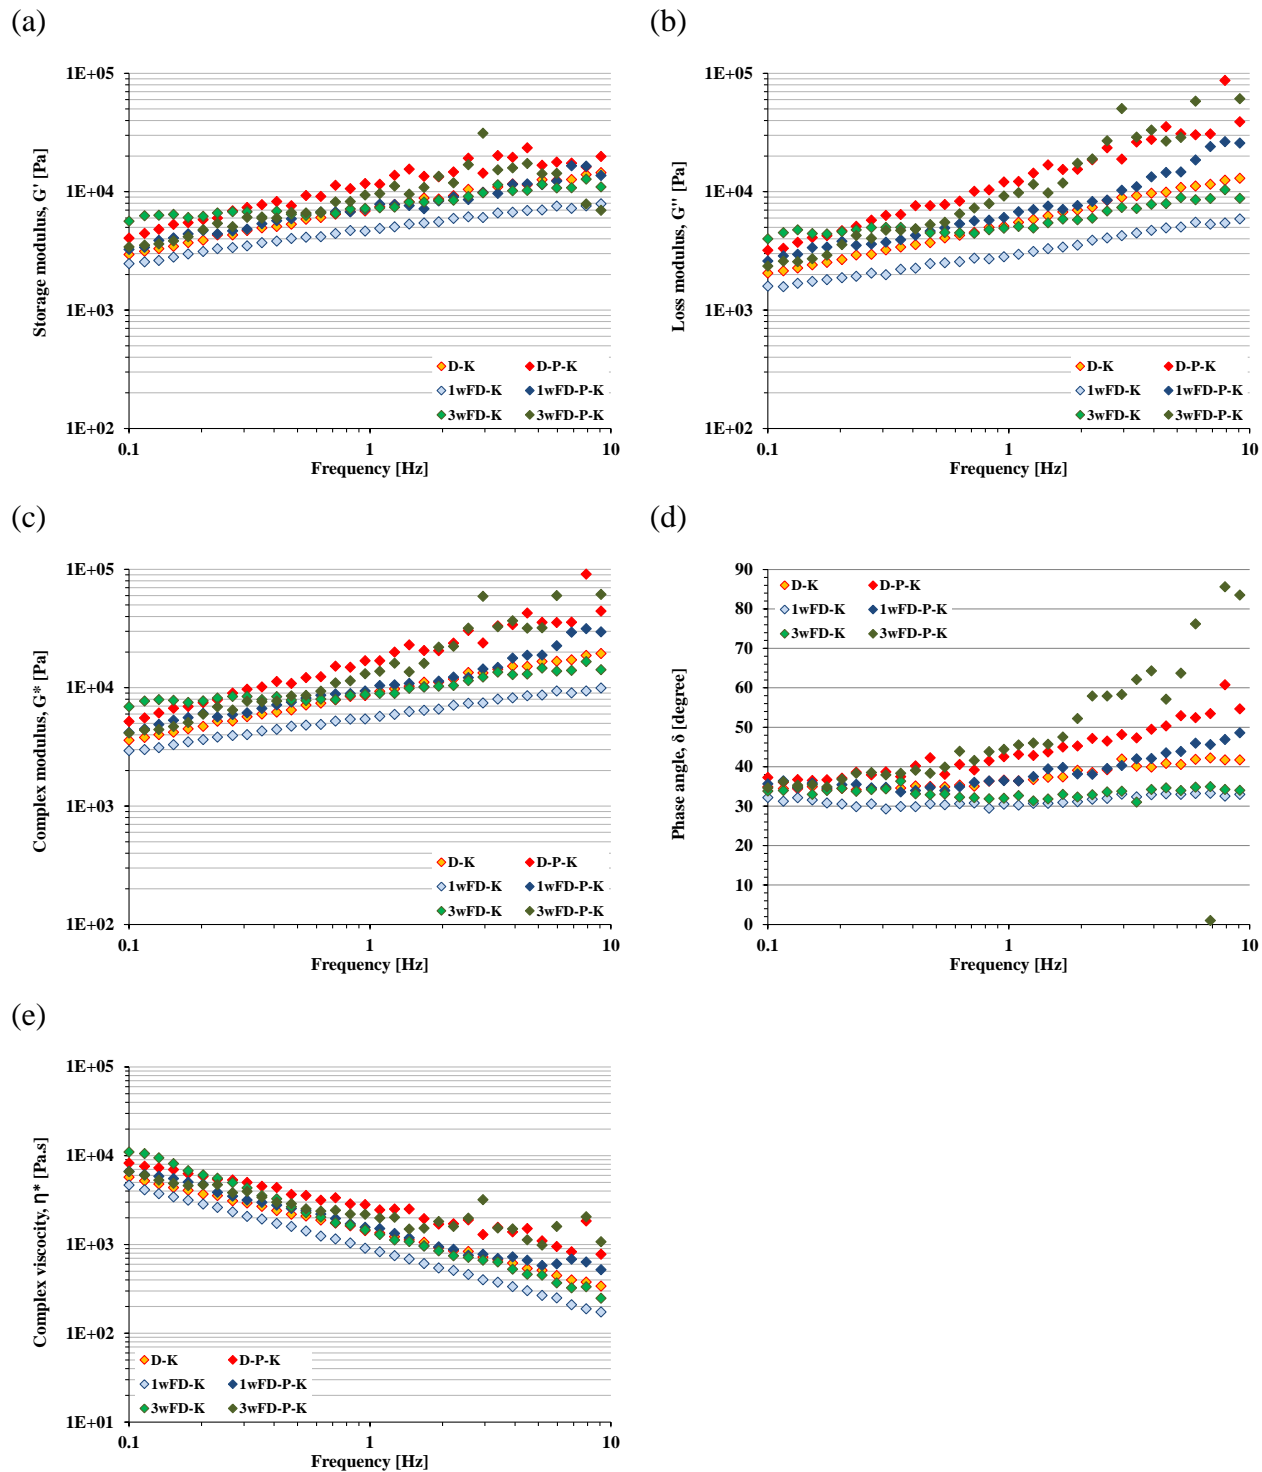 (a)
1E+05
1E+04
1E+03
1E+02
Storage modulus, G' [Pa]
D-K D-P-K
1wFD-K 1wFD-P-K
3wFD-K 3wFD-P-K
0.1 1 10
Frequency [Hz]
(b)
1E+05
1E+04
1E+03
1E+02
Loss modulus, G'' [Pa]
D-K D-P-K
1wFD-K 1wFD-P-K
3wFD-K 3wFD-P-K
0.1 1 10
Frequency [Hz]
(c)
1E+05
1E+04
1E+03
1E+02
Complex modulus, G* [Pa]
D-K D-P-K
1wFD-K 1wFD-P-K
3wFD-K 3wFD-P-K
0.1 1 10
Frequency [Hz]
(d)
90
80
70
60
50
40
30
20
10
0
Phase angle, δ [degree]
D-K D-P-K
1wFD-K 1wFD-P-K
3wFD-K 3wFD-P-K
0.1 1 10
Frequency [Hz]
(e)
1E+05
1E+04
1E+03
1E+02
1E+01
Complex viscocity, η* [Pa.s]
D-K D-P-K
1wFD-K 1wFD-P-K
3wFD-K 3wFD-P-K
0.1 1 10
Frequency [Hz]